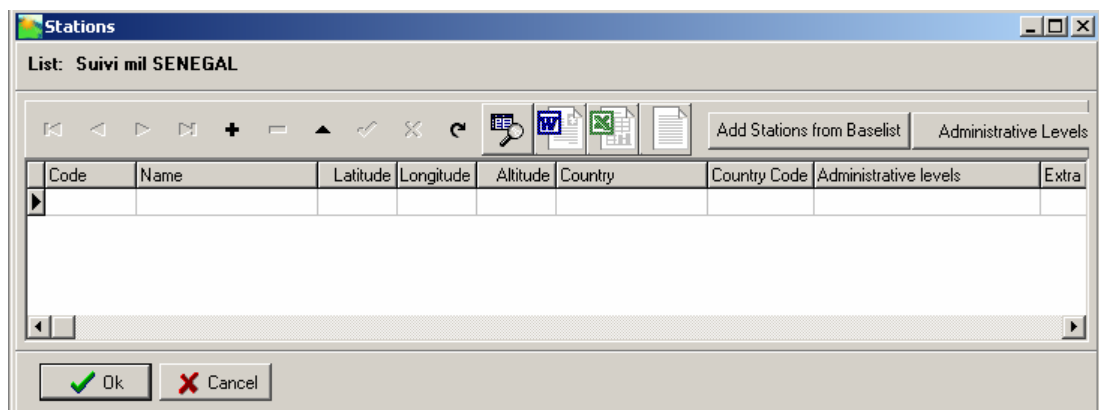 Stations
List: Suivi mil SENEGAL
Add Stations from Baselist Administrative Levels
Code Name Latitude Longitude Altitude Country Country Code Administrative levels Extra
Ok Cancel